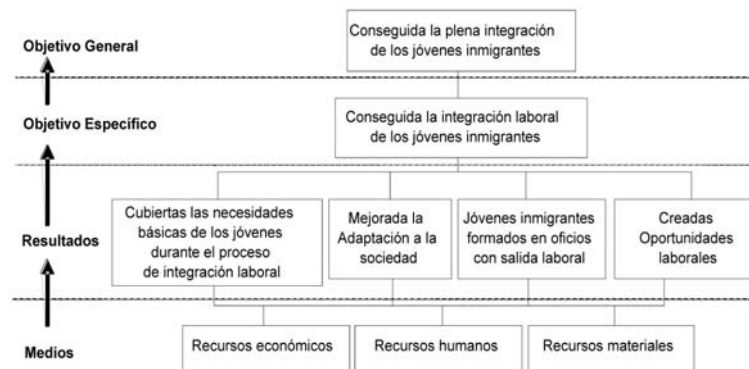 Objetivo General
Conseguida la plena integración
de los jóvenes inmigrantes
Objetivo Específico
Conseguida la integración laboral
de los jóvenes inmigrantes
Resultados
Cubiertas las necesidades
básicas de los jóvenes
durante el proceso
de integración laboral
Mejorada la
Adaptación a la
sociedad
Jóvenes inmigrantes
formados en oficios
con salida laboral
Creadas
Oportunidades
laborales
Medios
Recursos económicos
Recursos humanos
Recursos materiales